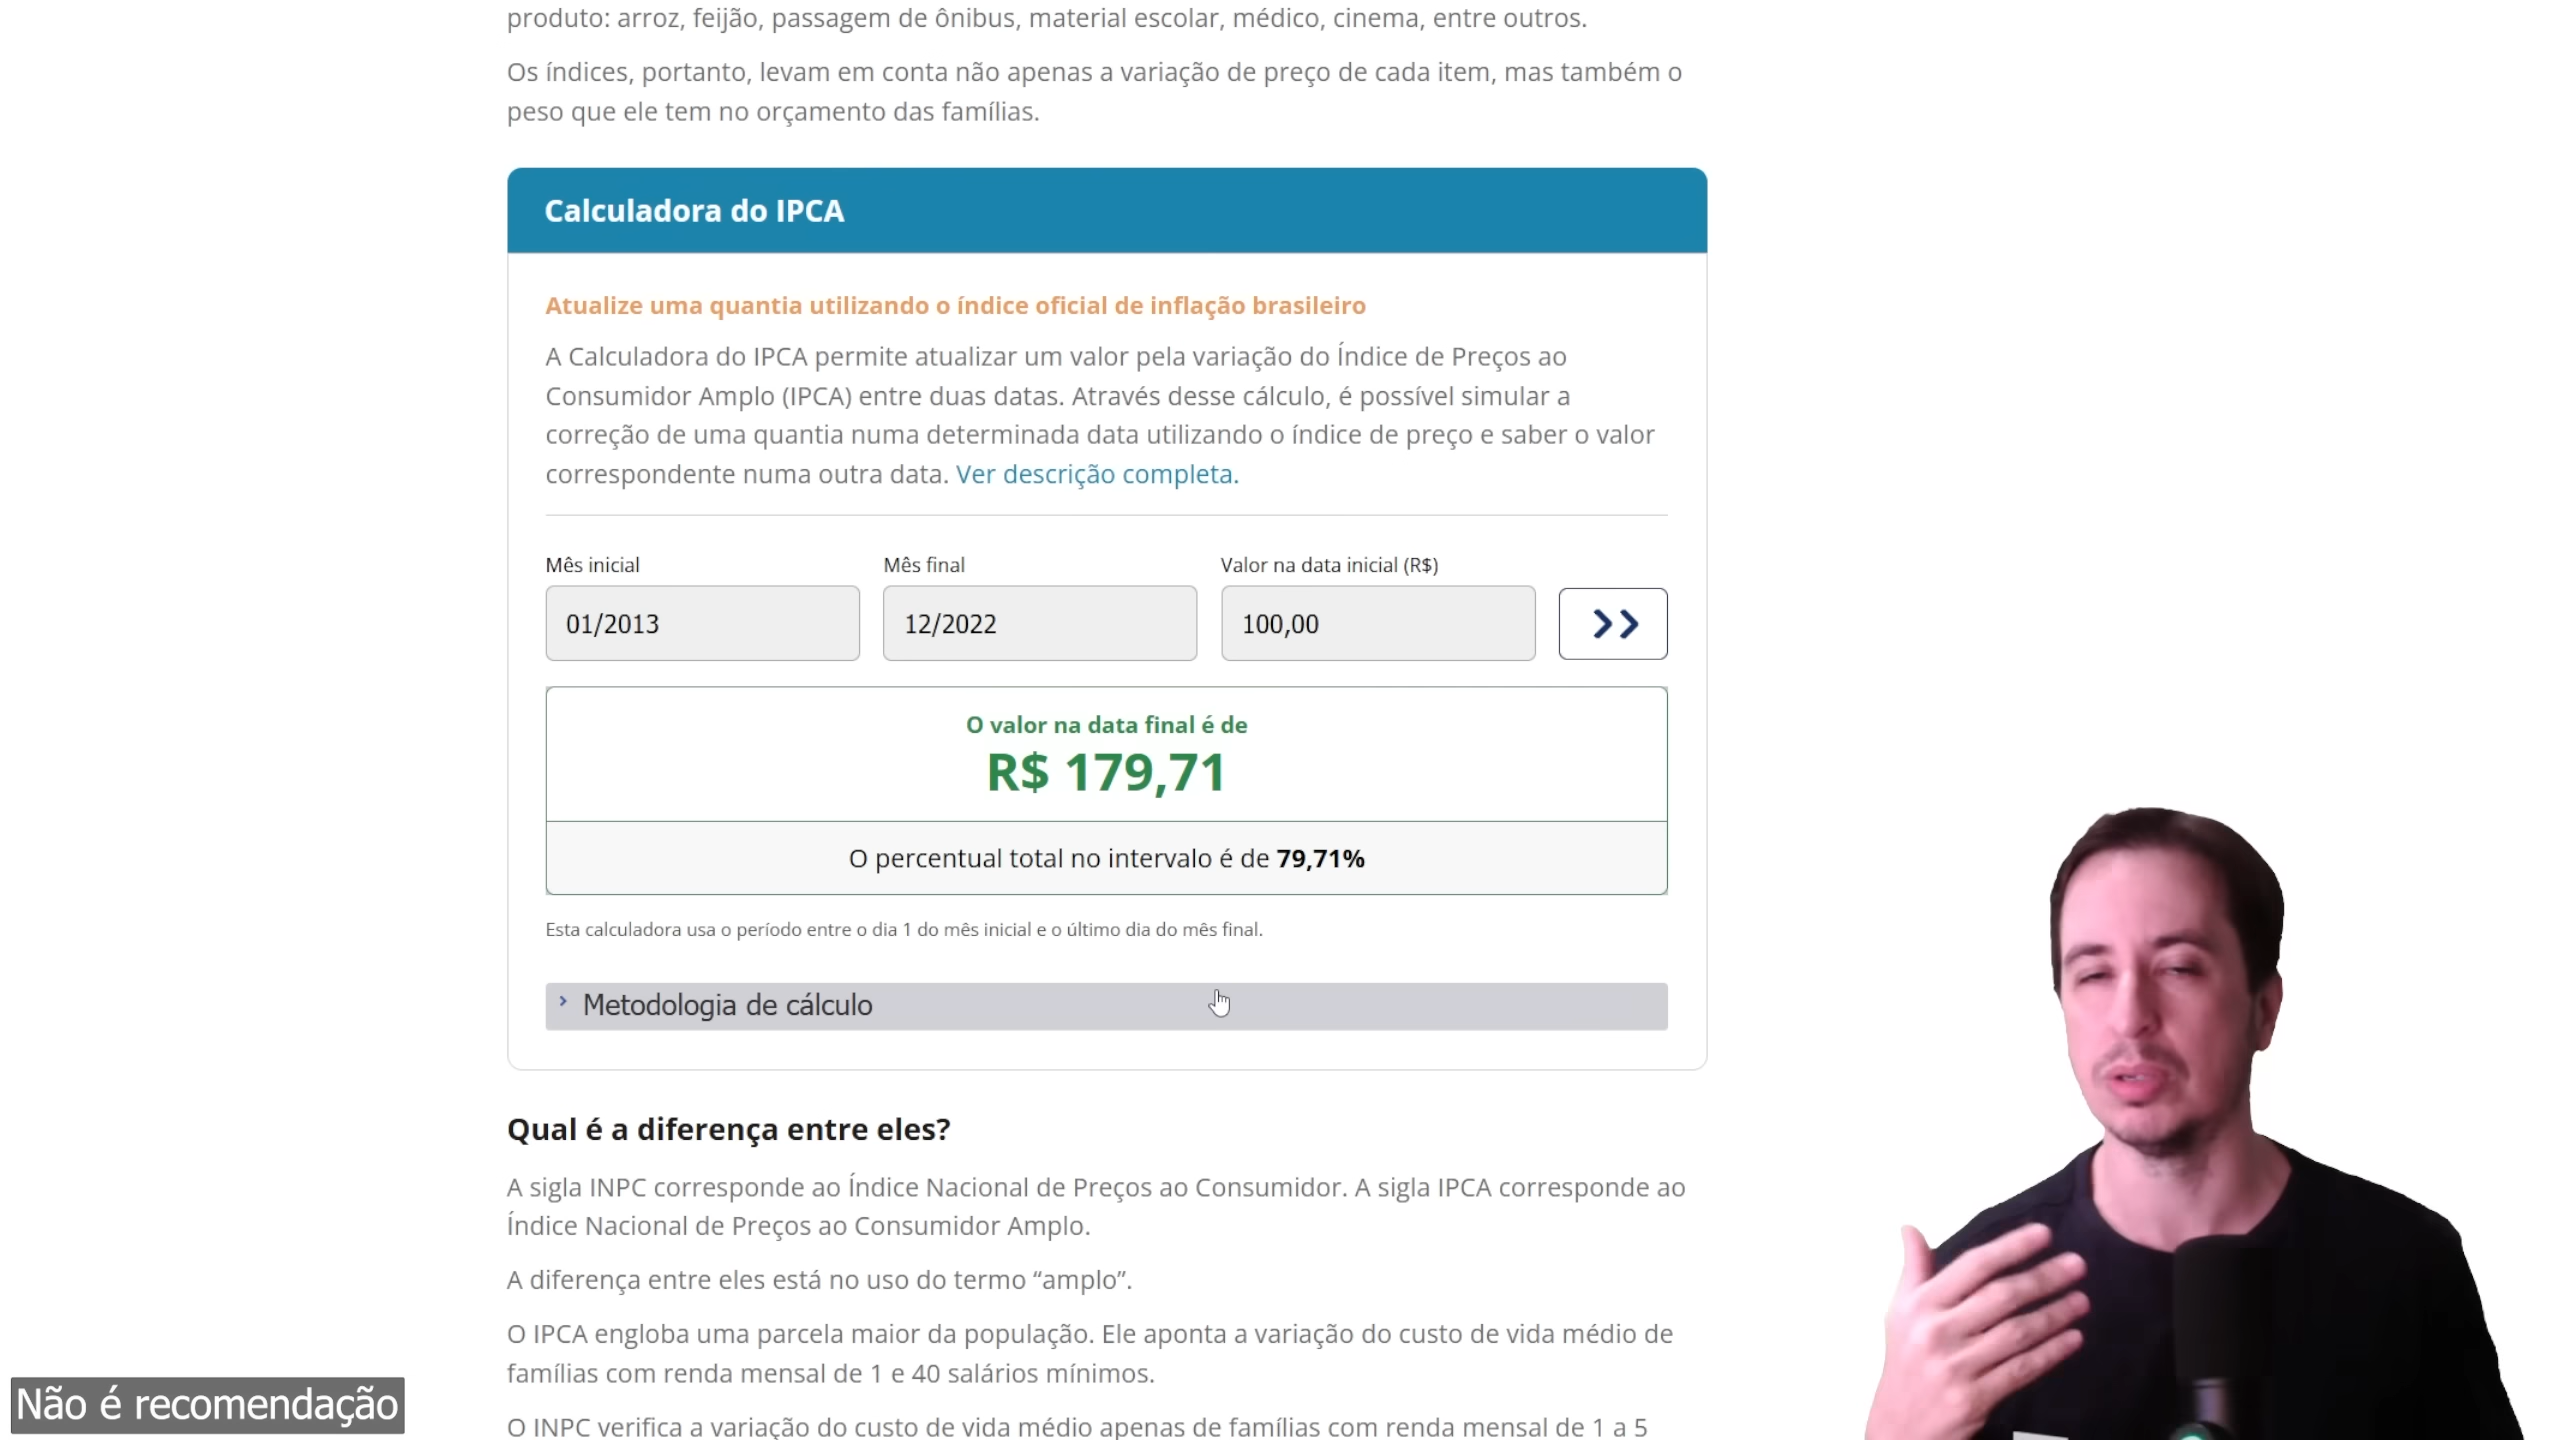 produto: arroz, feijão, passagem de ônibus, material escolar, médico, cinema, entre outros.
Os índices, portanto, levam em conta não apenas a variação de preço de cada item, mas também o
peso que ele tem no orçamento das famílias.
Calculadora do IPCA
Atualize uma quantia utilizando o índice oficial de inflação brasileiro
A Calculadora do IPCA permite atualizar um valor pela variação do Índice de Preços ao
Consumidor Amplo (IPCA) entre duas datas. Através desse cálculo, é possível simular a
correção de uma quantia numa determinada data utilizando o índice de preço e saber o valor
correspondente numa outra data. Ver descrição completa.
Mês inicial Mês final Valor na data inicial (R$)
01/2013 12/2022 100,00
O valor na data final é de
R$ 179,71
O percentual total no intervalo é de 79,71%
Esta calculadora usa o período entre o dia 1 do mês inicial e o último dia do mês final.
Metodologia de cálculo
Qual é a diferença entre eles?
A sigla INPC corresponde ao Índice Nacional de Preços ao Consumidor. A sigla IPCA corresponde ao
Índice Nacional de Preços ao Consumidor Amplo.
A diferença entre eles está no uso do termo “amplo”.
O IPCA engloba uma parcela maior da população. Ele aponta a variação do custo de vida médio de
famílias com renda mensal de 1 e 40 salários mínimos.
O INPC verifica a variação do custo de vida médio apenas de famílias com renda mensal de 1 a 5
Não é recomendação